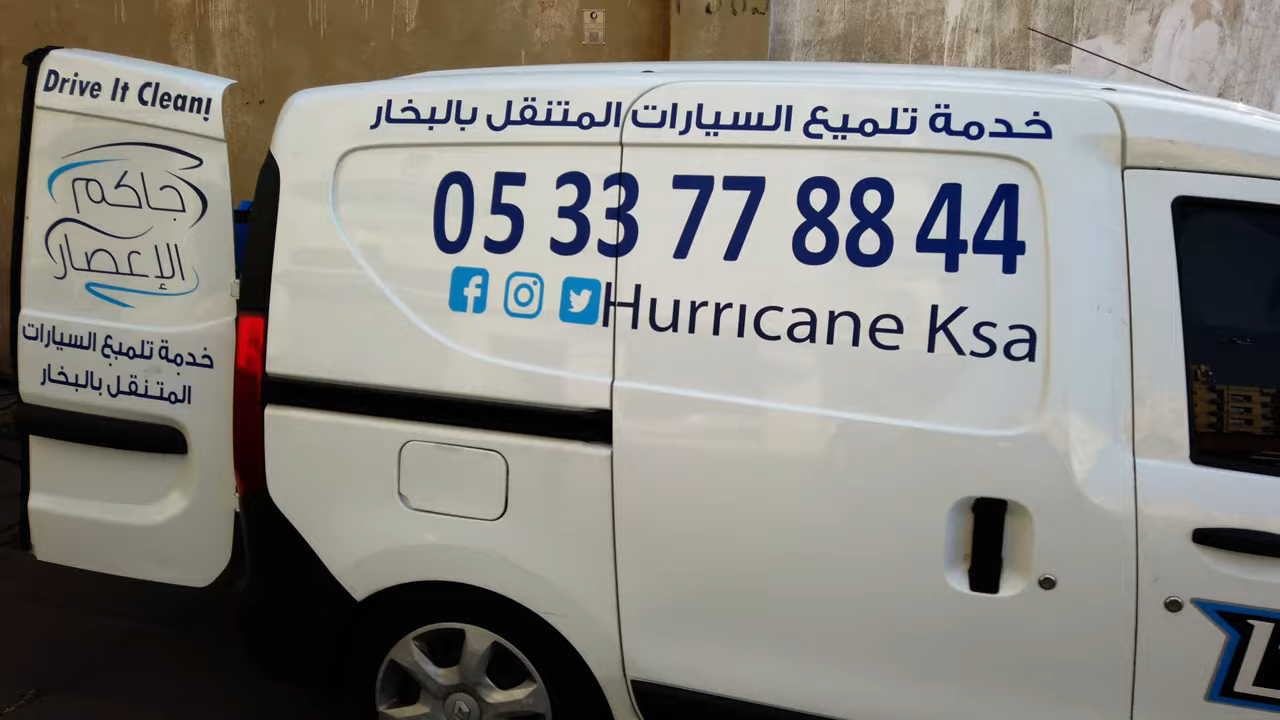 Drive It Clean!
جاكم
الإعصار
خدمة تلميع السيارات
المتنقل بالبخار
خدمة تلميع السيارات المتنقل بالبخار
05 33 77 88 44
Hurricane Ksa